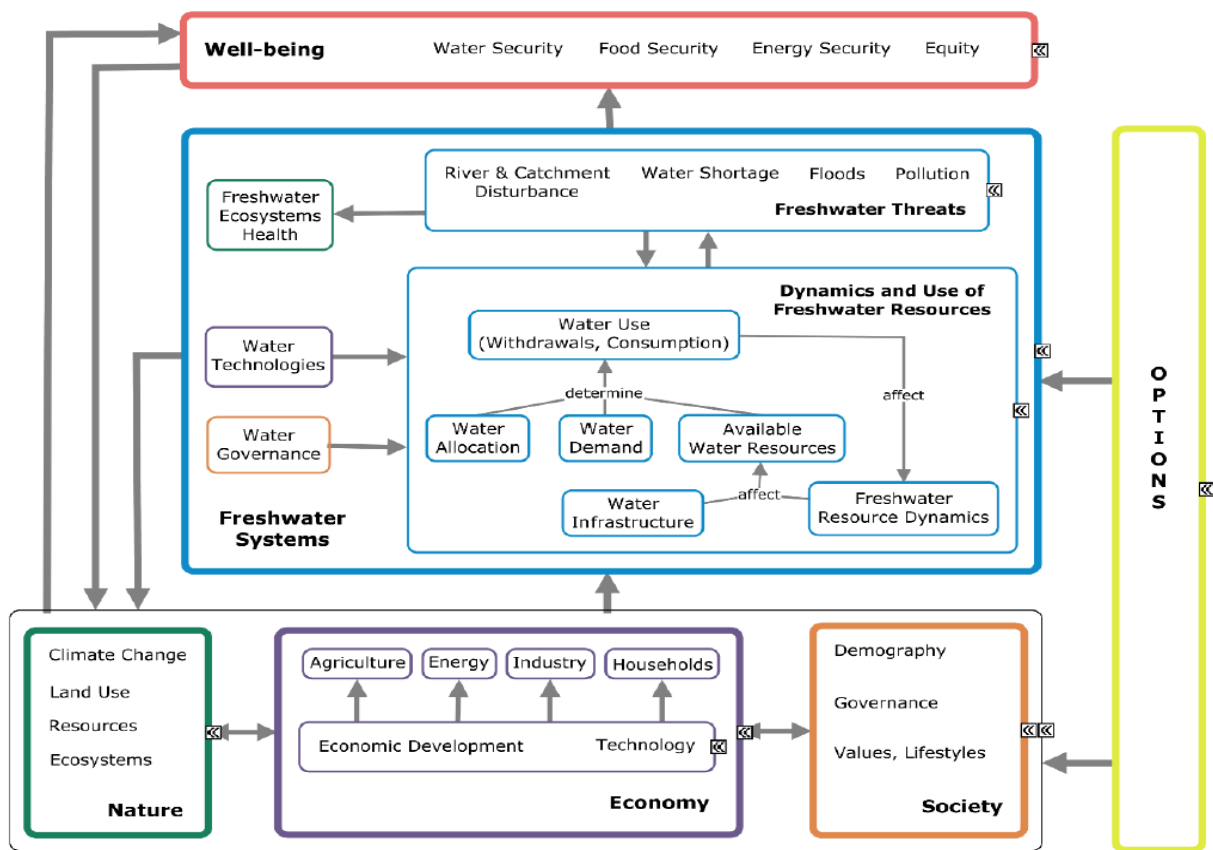 Well-being
Water Security
Food Security
Energy Security
Equity
River & Catchment
Disturbance
Water Shortage
Floods
Pollution
Freshwater Threats
Freshwater
Ecosystems
Health
Dynamics and Use of
Freshwater Resources
Water Use
(Withdrawals, Consumption)
Water
Technologies
determine
affect
Water
Allocation
Water
Demand
Available
Water Resources
Water
Governance
affect
Water
Infrastructure
Freshwater
Resource Dynamics
Freshwater
Systems
OPTIONS
Climate Change
Land Use
Resources
Ecosystems
Nature
Agriculture
Energy
Industry
Households
Economic Development
Technology
Economy
Demography
Governance
Values, Lifestyles
Society